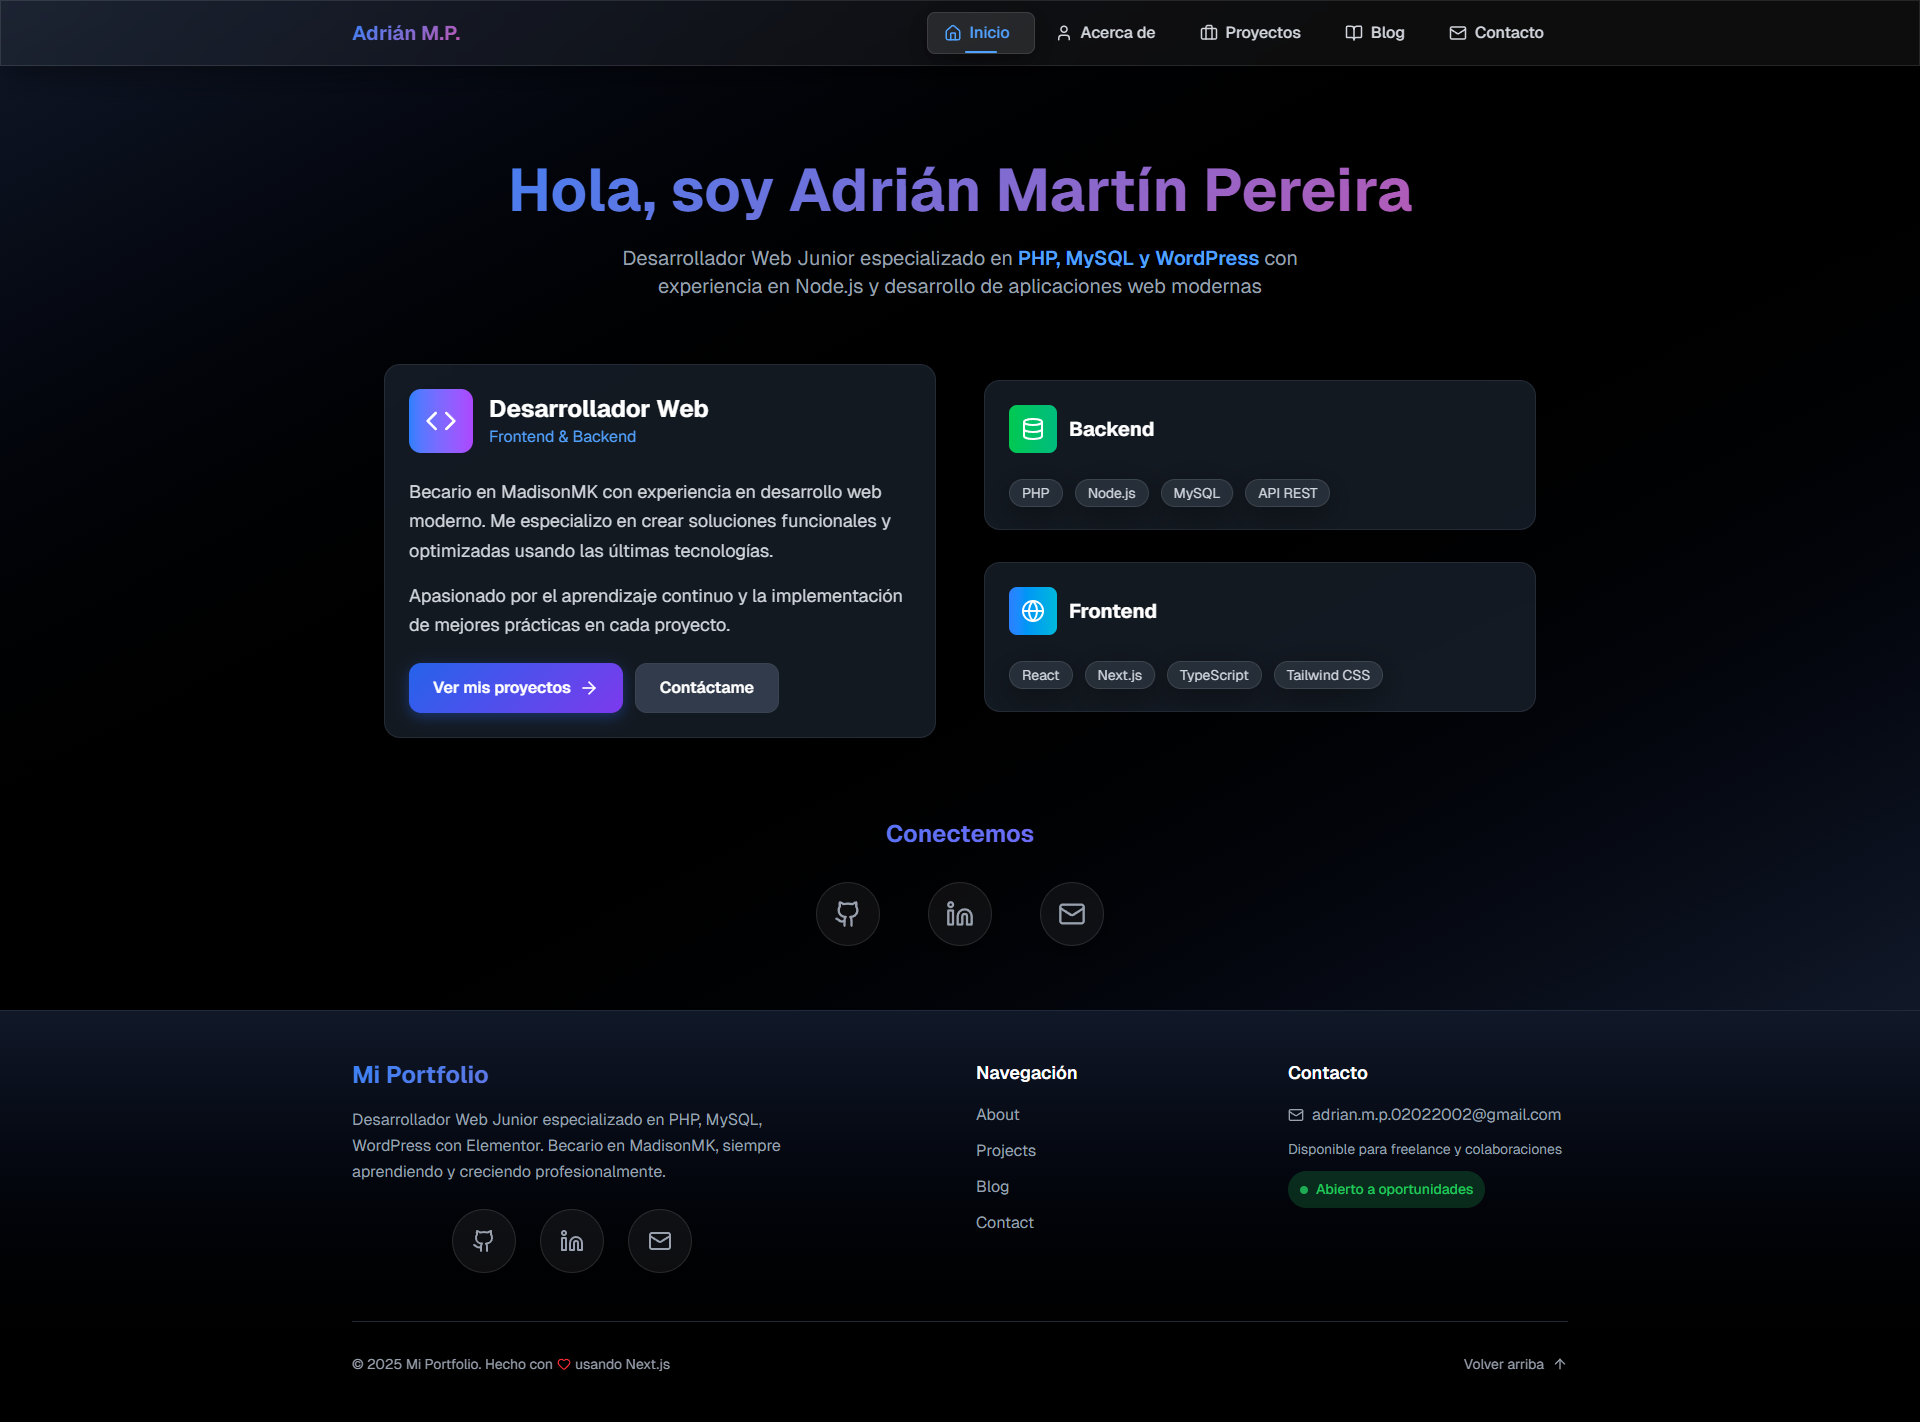 Adrián M.P.
Inicio
Acerca de
Proyectos
Blog
Contacto
Hola, soy Adrián Martín Pereira
Desarrollador Web Junior especializado en PHP, MySQL y WordPress con
experiencia en Node.js y desarrollo de aplicaciones web modernas
Desarrollador Web
Frontend & Backend
Becario en MadisonMK con experiencia en desarrollo web
moderno. Me especializo en crear soluciones funcionales y
optimizadas usando las últimas tecnologías.
Apasionado por el aprendizaje continuo y la implementación
de mejores prácticas en cada proyecto.
Ver mis proyectos
Contáctame
Backend
PHP
Node.js
MySQL
API REST
Frontend
React
Next.js
TypeScript
Tailwind CSS
Conectemos
Mi Portfolio
Desarrollador Web Junior especializado en PHP, MySQL,
WordPress con Elementor. Becario en MadisonMK, siempre
aprendiendo y creciendo profesionalmente.
Navegación
About
Projects
Blog
Contact
Contacto
adrian.m.p.02022002@gmail.com
Disponible para freelance y colaboraciones
Abierto a oportunidades
© 2025 Mi Portfolio. Hecho con usando Next.js
Volver arriba